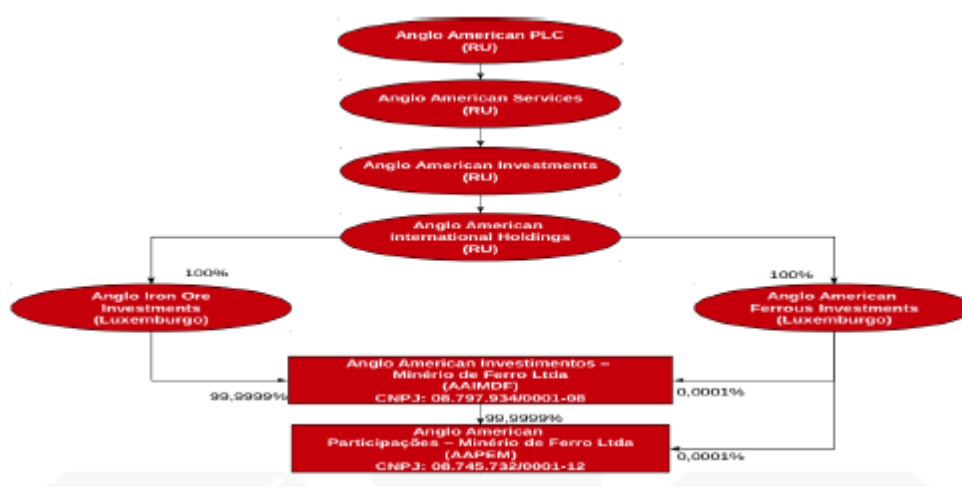 Anglo American PLC
(RU)
Anglo American Services
(RU)
Anglo American Investments
(RU)
Anglo American
International Holdings
(RU)
100%
100%
Anglo Iron Ore
Investments
(Luxemburgo)
Anglo American
Ferrous Investments
(Luxemburgo)
Anglo American Investimentos –
Minério de Ferro Ltda
(AAIMDF)
CNPJ: 08.797.934/0001-08
99,9999%
0,0001%
99,9999%
Anglo American
Participações – Minério de Ferro Ltda
(AAPEM)
CNPJ: 08.745.732/0001-12
0,0001%